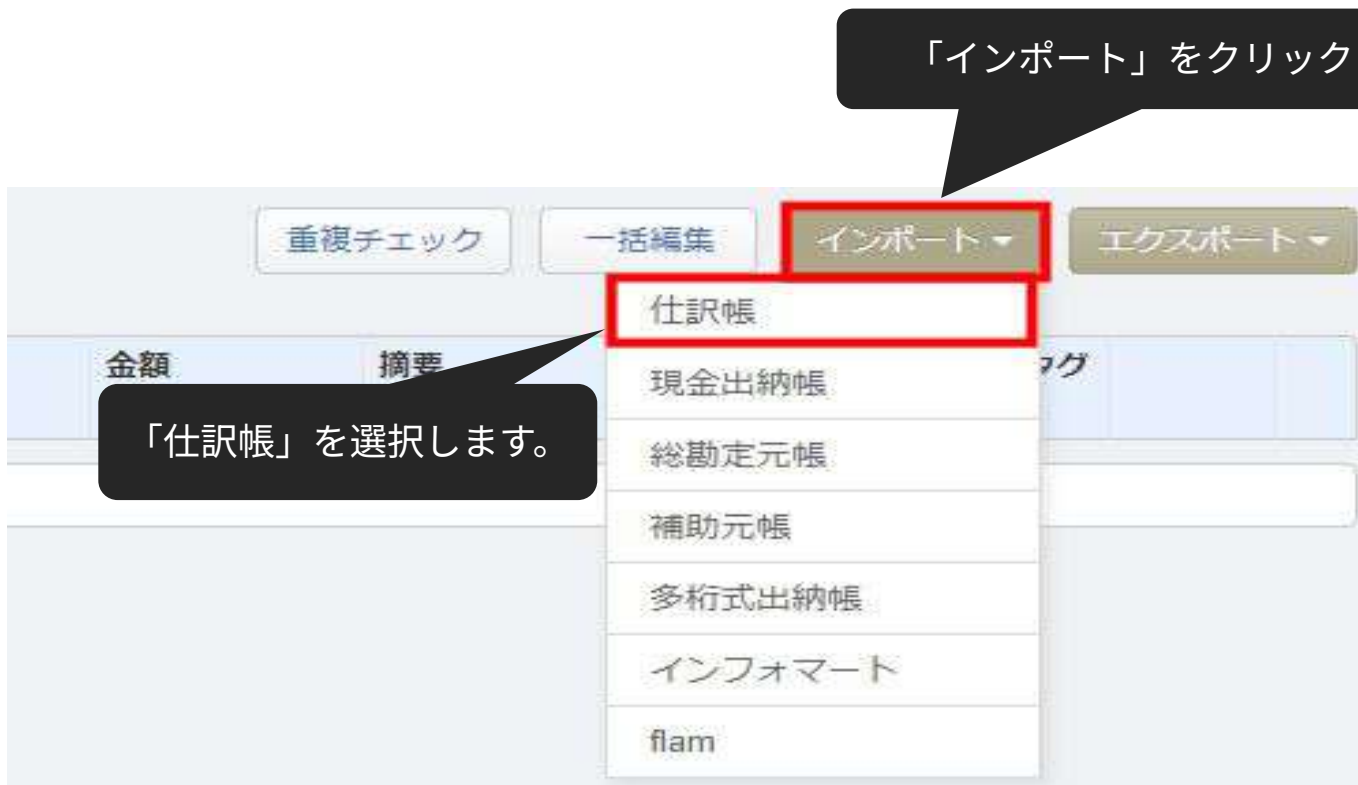 「インポート」をクリック
重複チェック
一括編集
インポート
エクスポート
仕訳帳
金額
摘要
タグ
現金出納帳
「仕訳帳」を選択します。
総勘定元帳
補助元帳
多桁式出納帳
インフォマート
flam